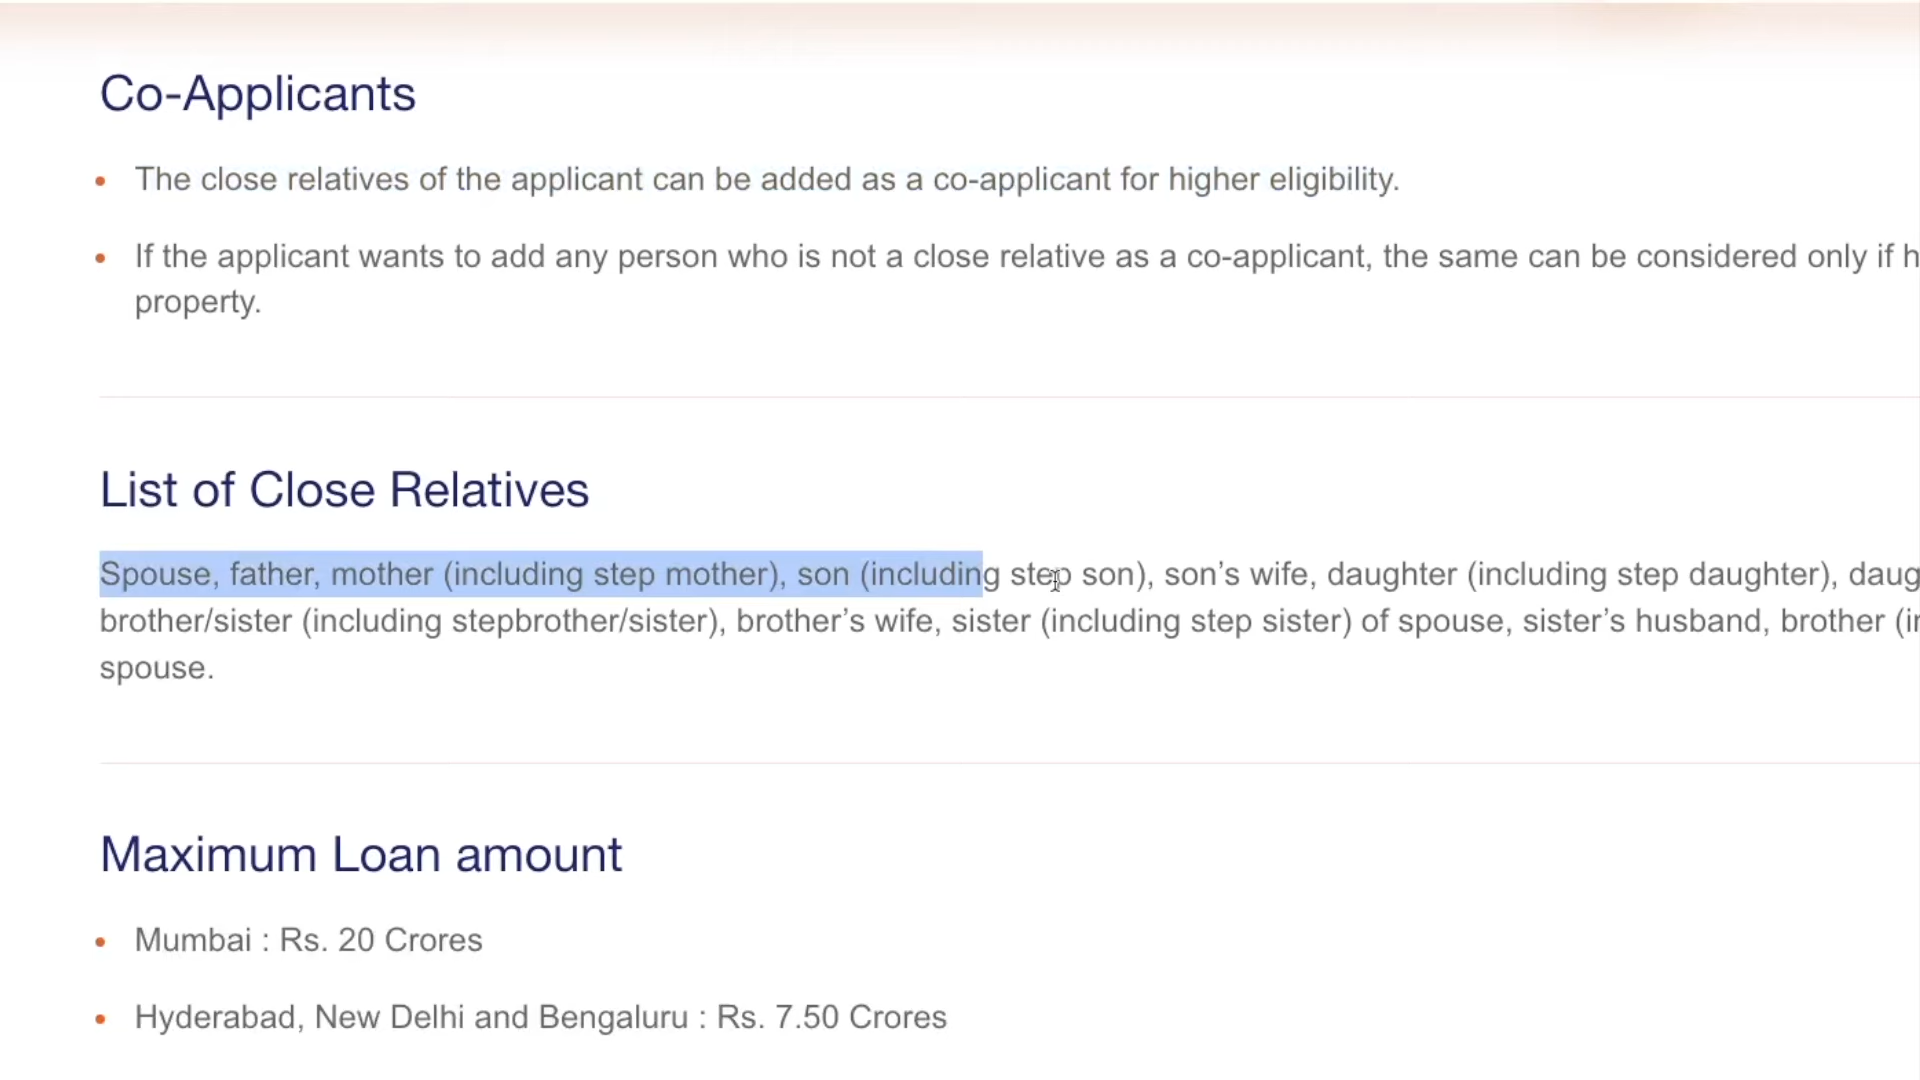 Co-Applicants
The close relatives of the applicant can be added as a co-applicant for higher eligibility.
If the applicant wants to add any person who is not a close relative as a co-applicant, the same can be considered only if
property.
List of Close Relatives
Spouse, father, mother (including step mother), son (including step son), son’s wife, daughter (including step daughter),
brother/sister (including stepbrother/sister), brother’s wife, sister (including step sister) of spouse, sister’s husband, brother
spouse.
Maximum Loan amount
Mumbai : Rs. 20 Crores
Hyderabad, New Delhi and Bengaluru : Rs. 7.50 Crores